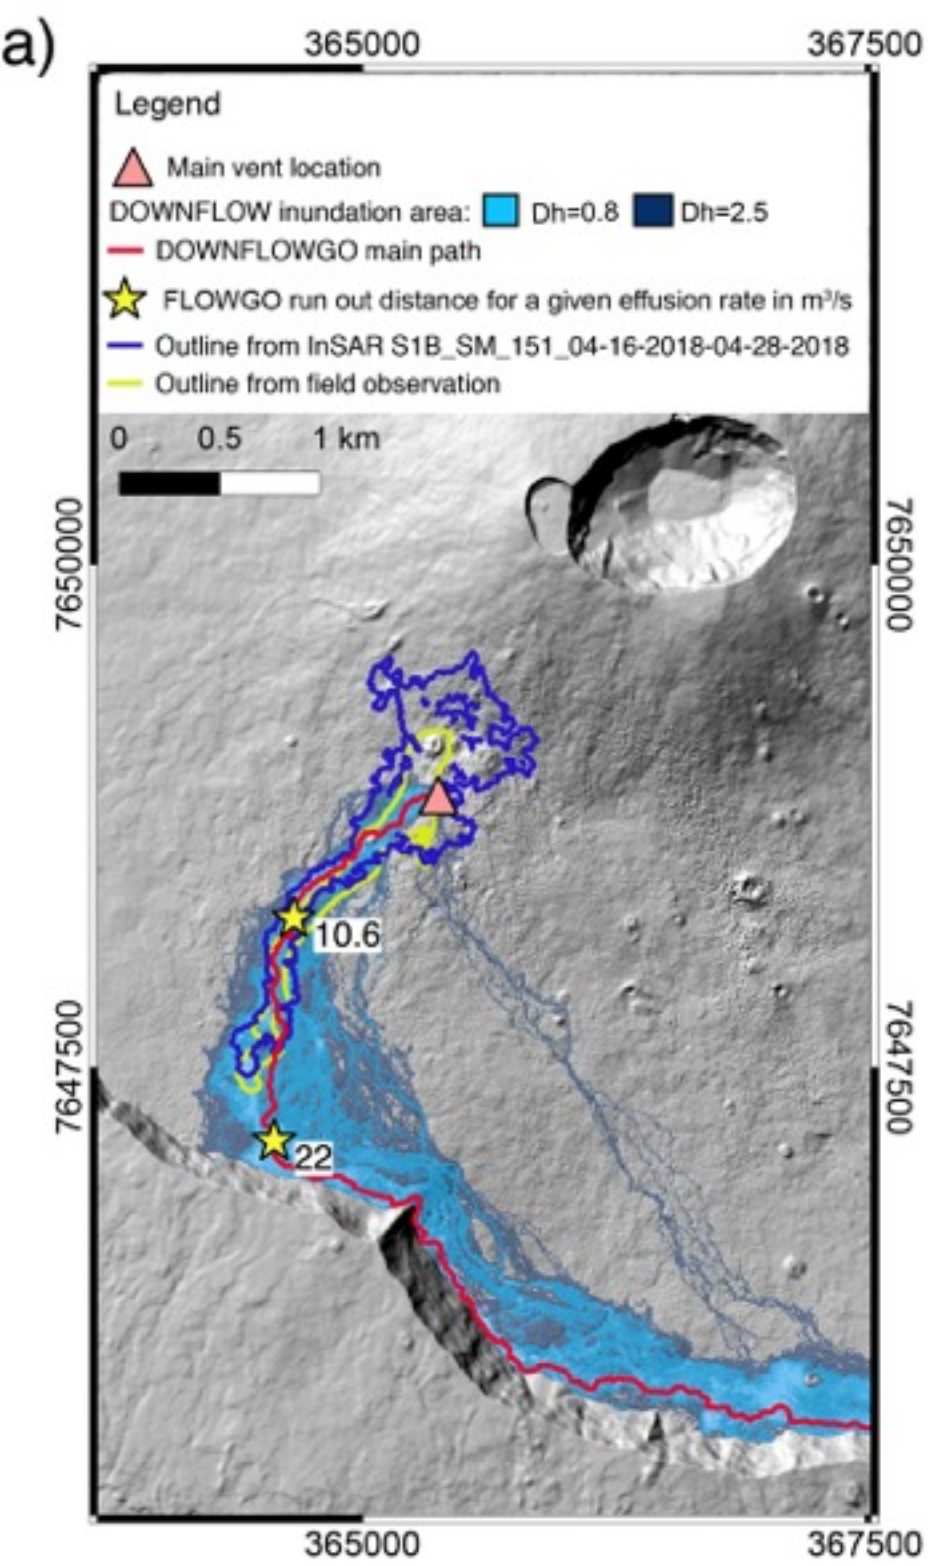 a)
365000 367500
Legend
Main vent location
DOWNFLOW inundation area: Dh=0.8 Dh=2.5
DOWNFLOWGO main path
FLOWGO run out distance for a given effusion rate in m³/s
Outline from InSAR S1B_SM_151_04-16-2018-04-28-2018
Outline from field observation
0 0.5 1 km
7650000 7650000
10.6
7647500 7647500
22
365000 367500